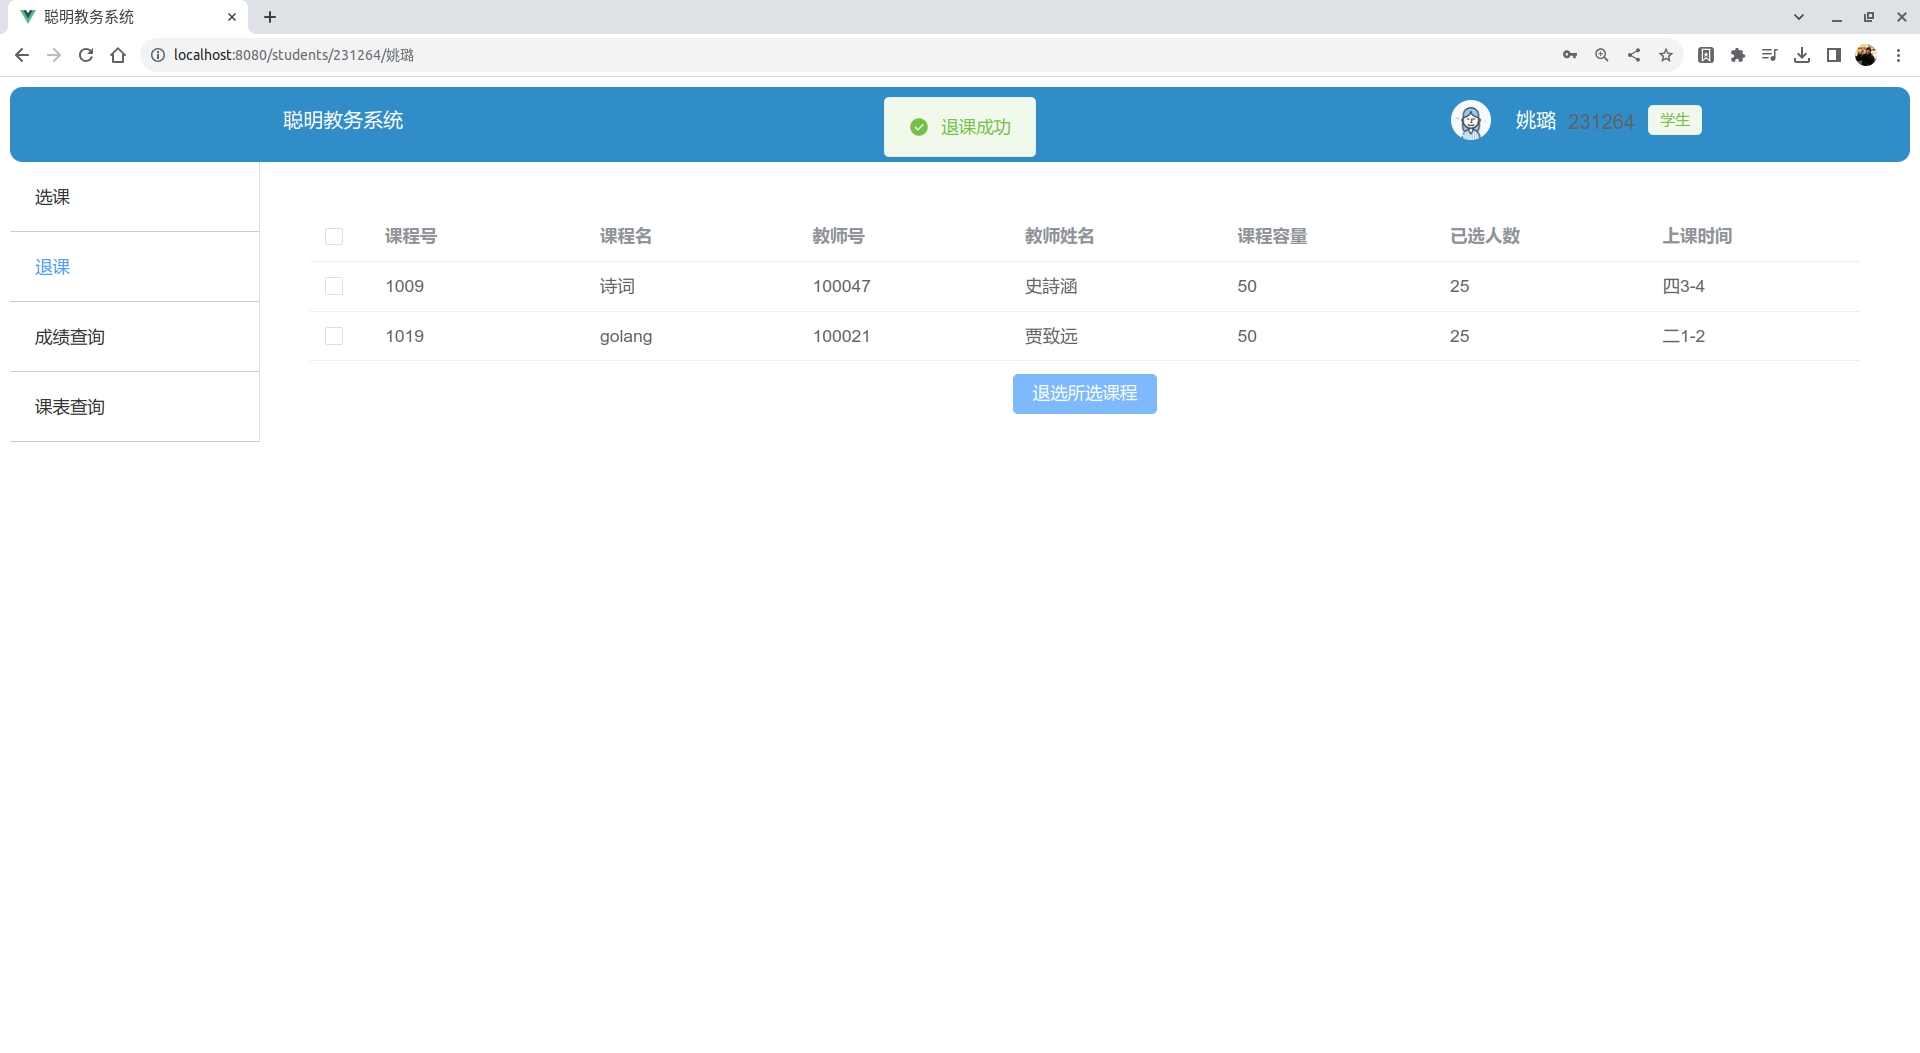 聪明教务系统
localhost:8080/students/231264/姚璐
聪明教务系统
退课成功
姚璐 231264 学生
选课
退课
成绩查询
课表查询
课程号 课程名 教师号 教师姓名 课程容量 已选人数 上课时间
1009 诗词 100047 史詩涵 50 25 四3-4
1019 golang 100021 贾致远 50 25 二1-2
退选所选课程